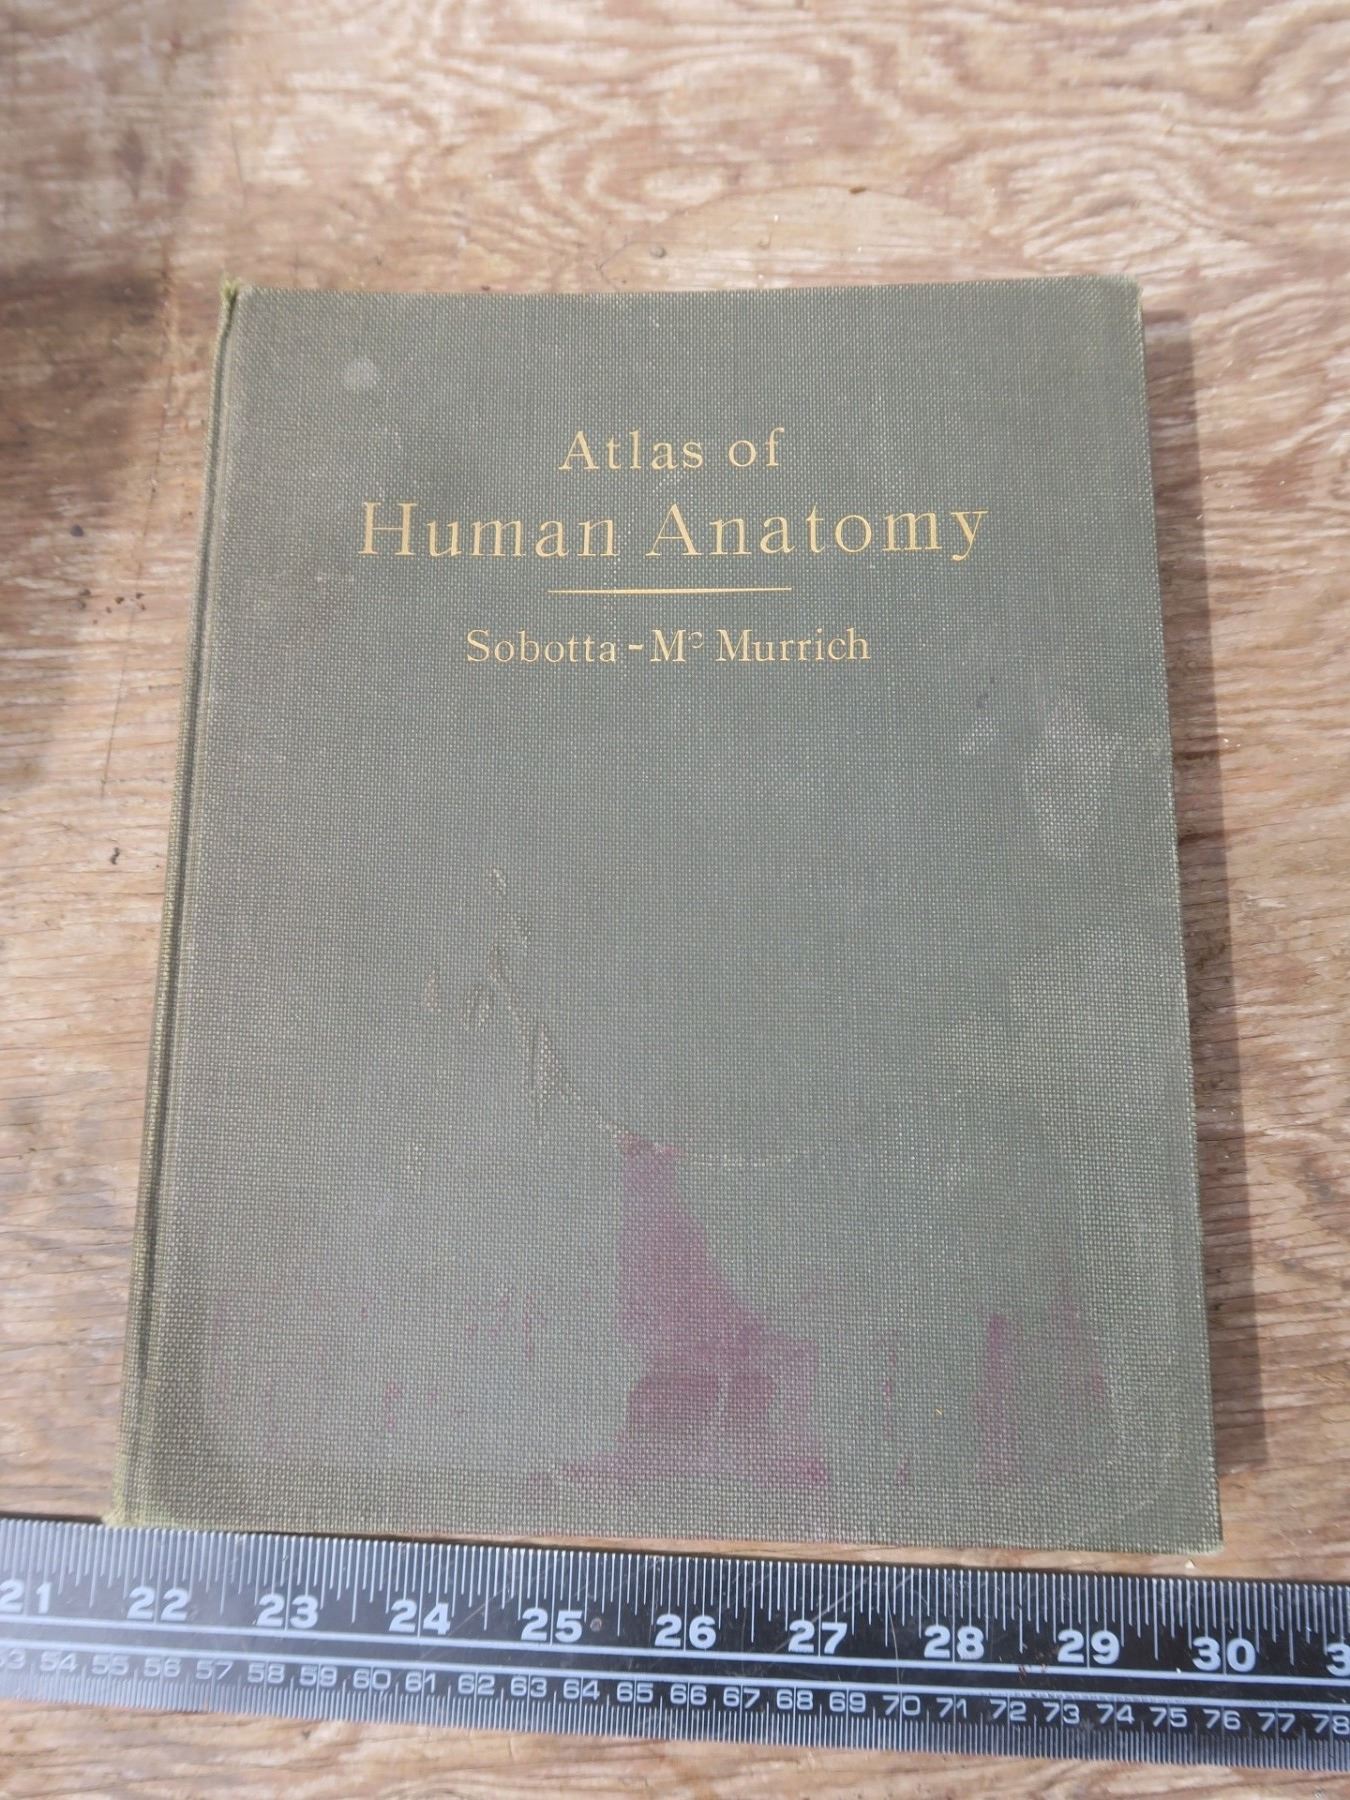 Atlas of
Human Anatomy
Sobotta-Mc Murrich
21 22 23 24 25 26 27 28 29 30 3
53 54 55 56 57 58 59 60 61 62 63 64 65 66 67 68 69 70 71 72 73 74 75 76 77 78